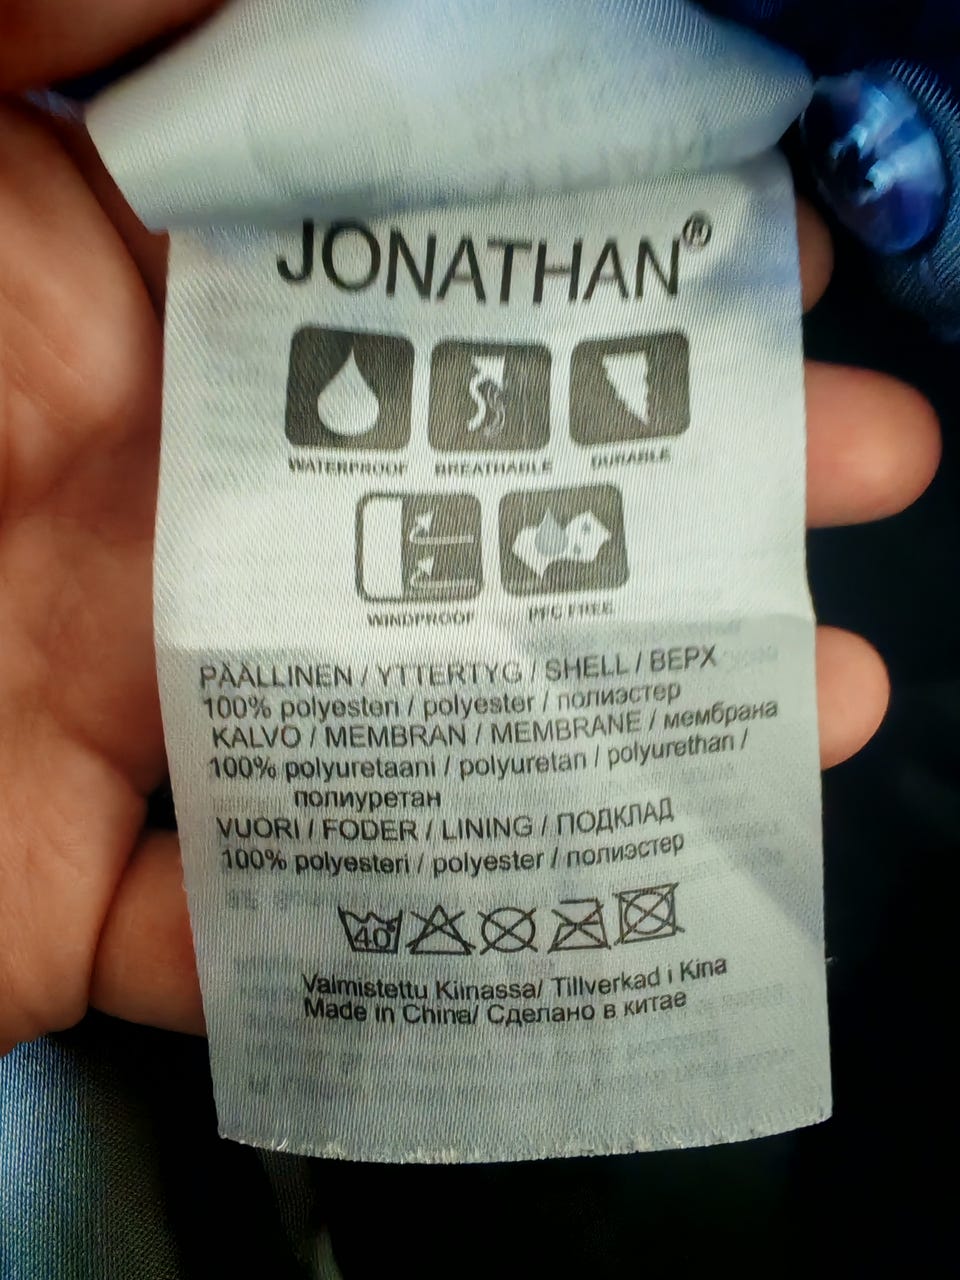 JONATHAN®
WATERPROOF BREATHABLE DURABLE
WINDPROOF PFC FREE
PÄÄLLINEN / YTTERTYG / SHELL / ВЕРХ
100% polyesteri / polyester / полиэстер
KALVO / MEMBRAN / MEMBRANE / мембрана
100% polyuretaani / polyuretan / polyurethan /
полиуретан
VUORI / FODER / LINING / ПОДКЛАД
100% polyesteri / polyester / полиэстер
40°
Valmistettu Kiinassa/ Tillverkad i Kina
Made in China/ Сделано в китае